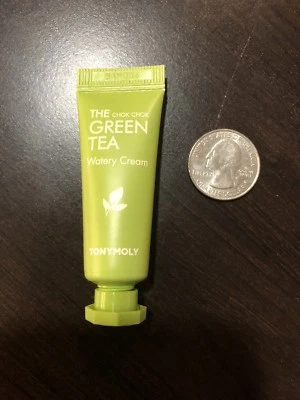 THE CHOK CHOK
GREEN
TEA
Watery Cream
TONYMOLY